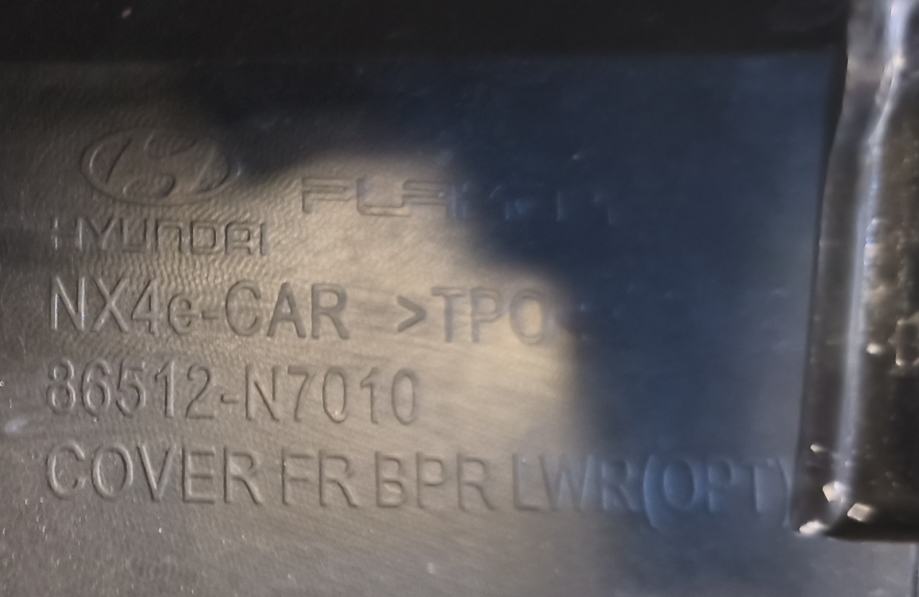 HYUNDAI
NX4e-CAR >TPO<
86512-N7010
COVER FR BPR LWR(OPT)